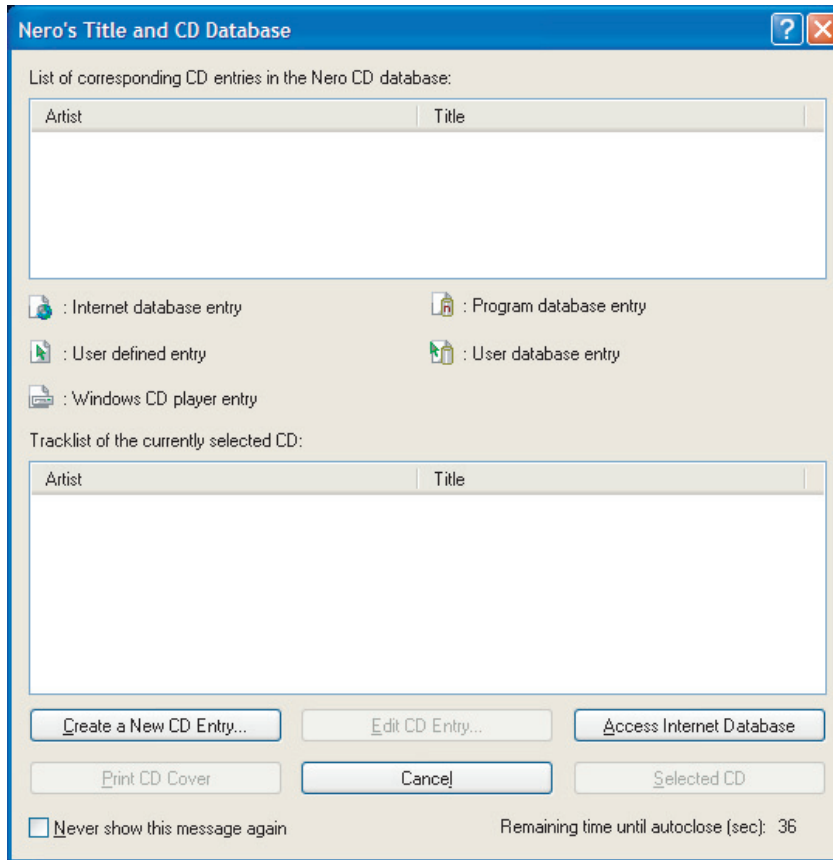 Nero's Title and CD Database
List of corresponding CD entries in the Nero CD database:
Artist Title
: Internet database entry : Program database entry
: User defined entry : User database entry
: Windows CD player entry
Tracklist of the currently selected CD:
Artist Title
Create a New CD Entry... Edit CD Entry... Access Internet Database
Print CD Cover Cancel Selected CD
Never show this message again Remaining time until autoclose (sec): 36